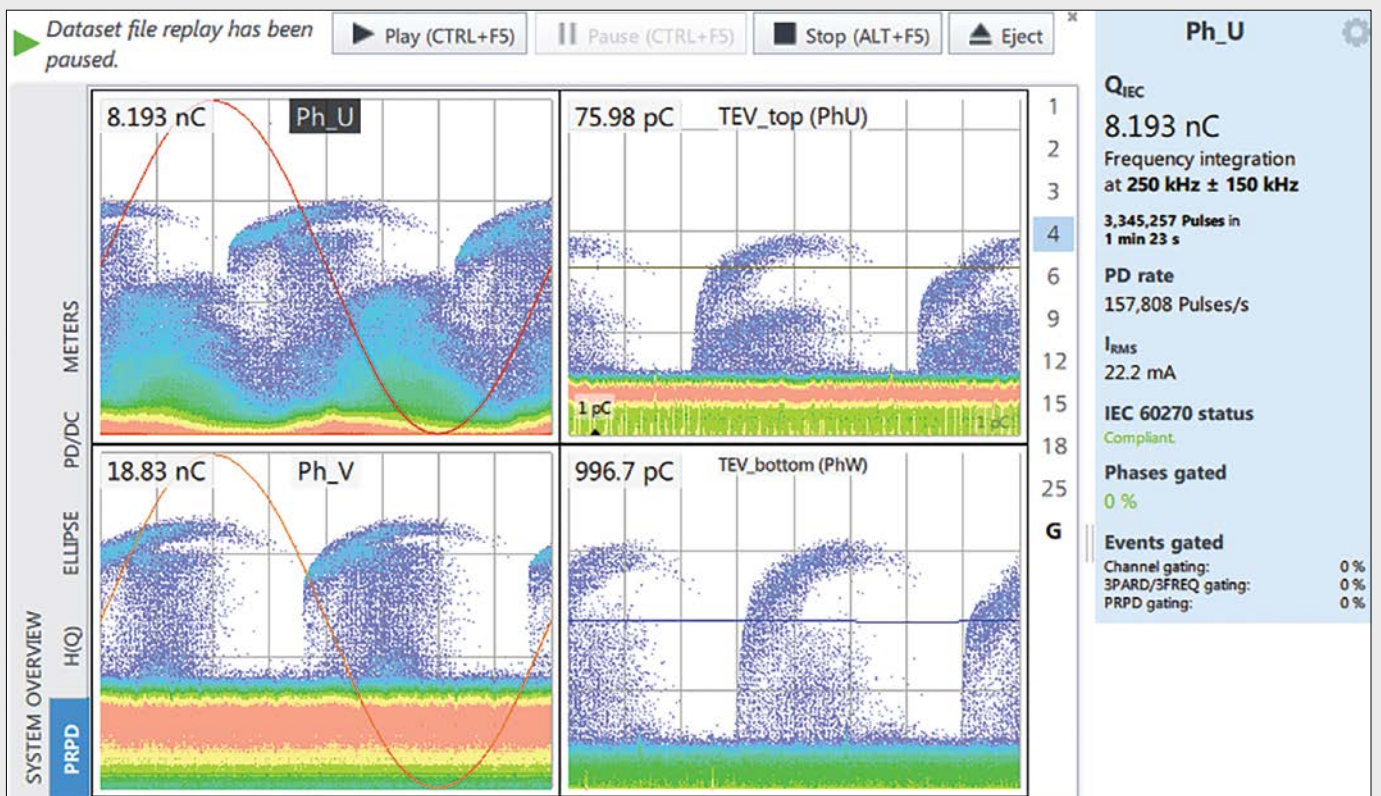 Dataset file replay has been
paused.
Play (CTRL+F5)
Pause (CTRL+F5)
Stop (ALT+F5)
Eject
SYSTEM OVERVIEW
METERS
PD/DC
ELLIPSE
H(Q)
PRPD
8.193 nC
Ph_U
75.98 pC
TEV_top (PhU)
1 pC
1 pC
18.83 nC
Ph_V
996.7 pC
TEV_bottom (PhW)
1
2
3
4
6
9
12
15
18
25
G
Ph_U
QIEC
8.193 nC
Frequency integration
at 250 kHz ± 150 kHz
3,345,257 Pulses in
1 min 23 s
PD rate
157,808 Pulses/s
IRMS
22.2 mA
IEC 60270 status
Compliant.
Phases gated
0 %
Events gated
Channel gating: 0 %
3PARD/3FREQ gating: 0 %
PRPD gating: 0 %